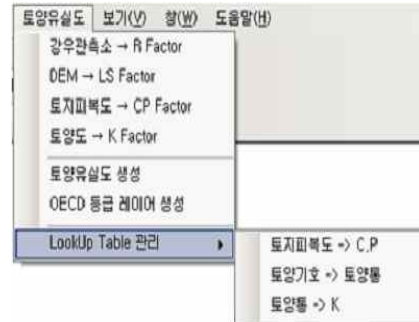 토양유실도 보기(V) 창(W) 도움말(H)
강우관측소 → R Factor
DEM → LS Factor
토지피복도 → CP Factor
토양도 → K Factor
토양유실도 생성
OECD 등급 레이어 생성
LookUp Table 관리
토지피복도 => C,P
토양기호 => 토양통
토양통 => K